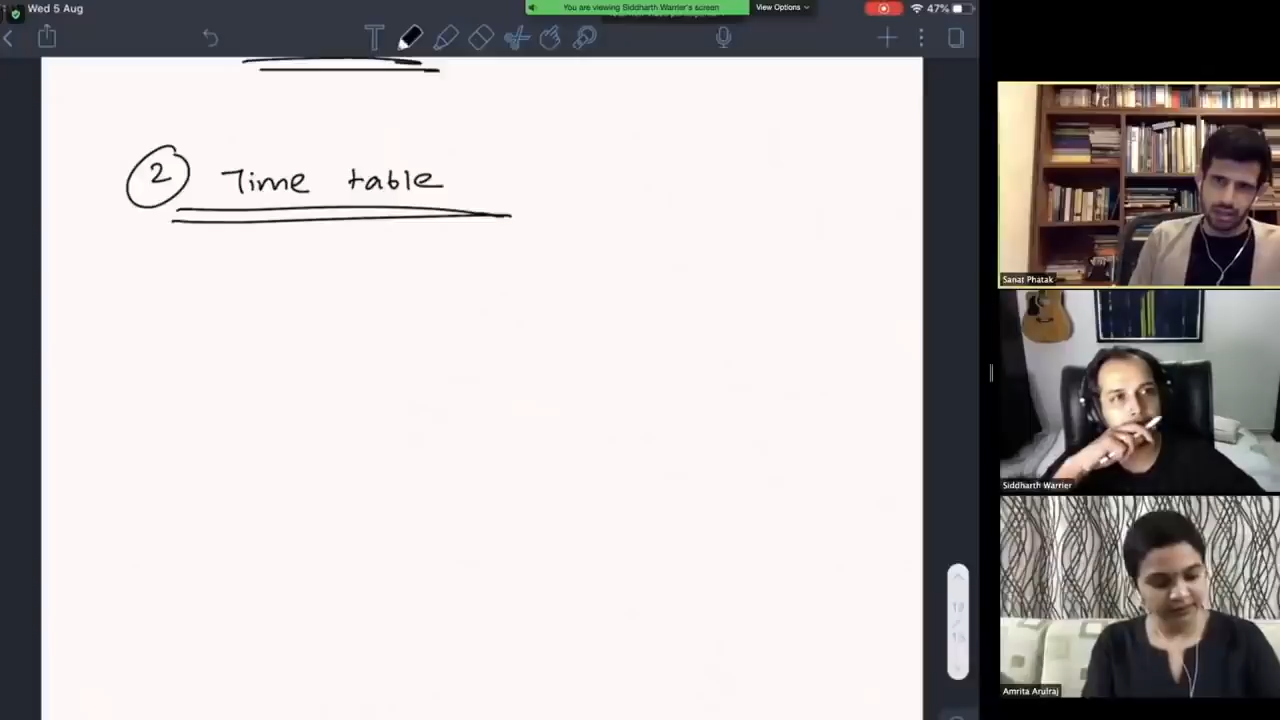 Wed 5 Aug
You are viewing Siddharth Warrier's screen
View Options
47%
T
2 Time table
Sanat Phatak
Siddharth Warrier
Amrita Arulraj